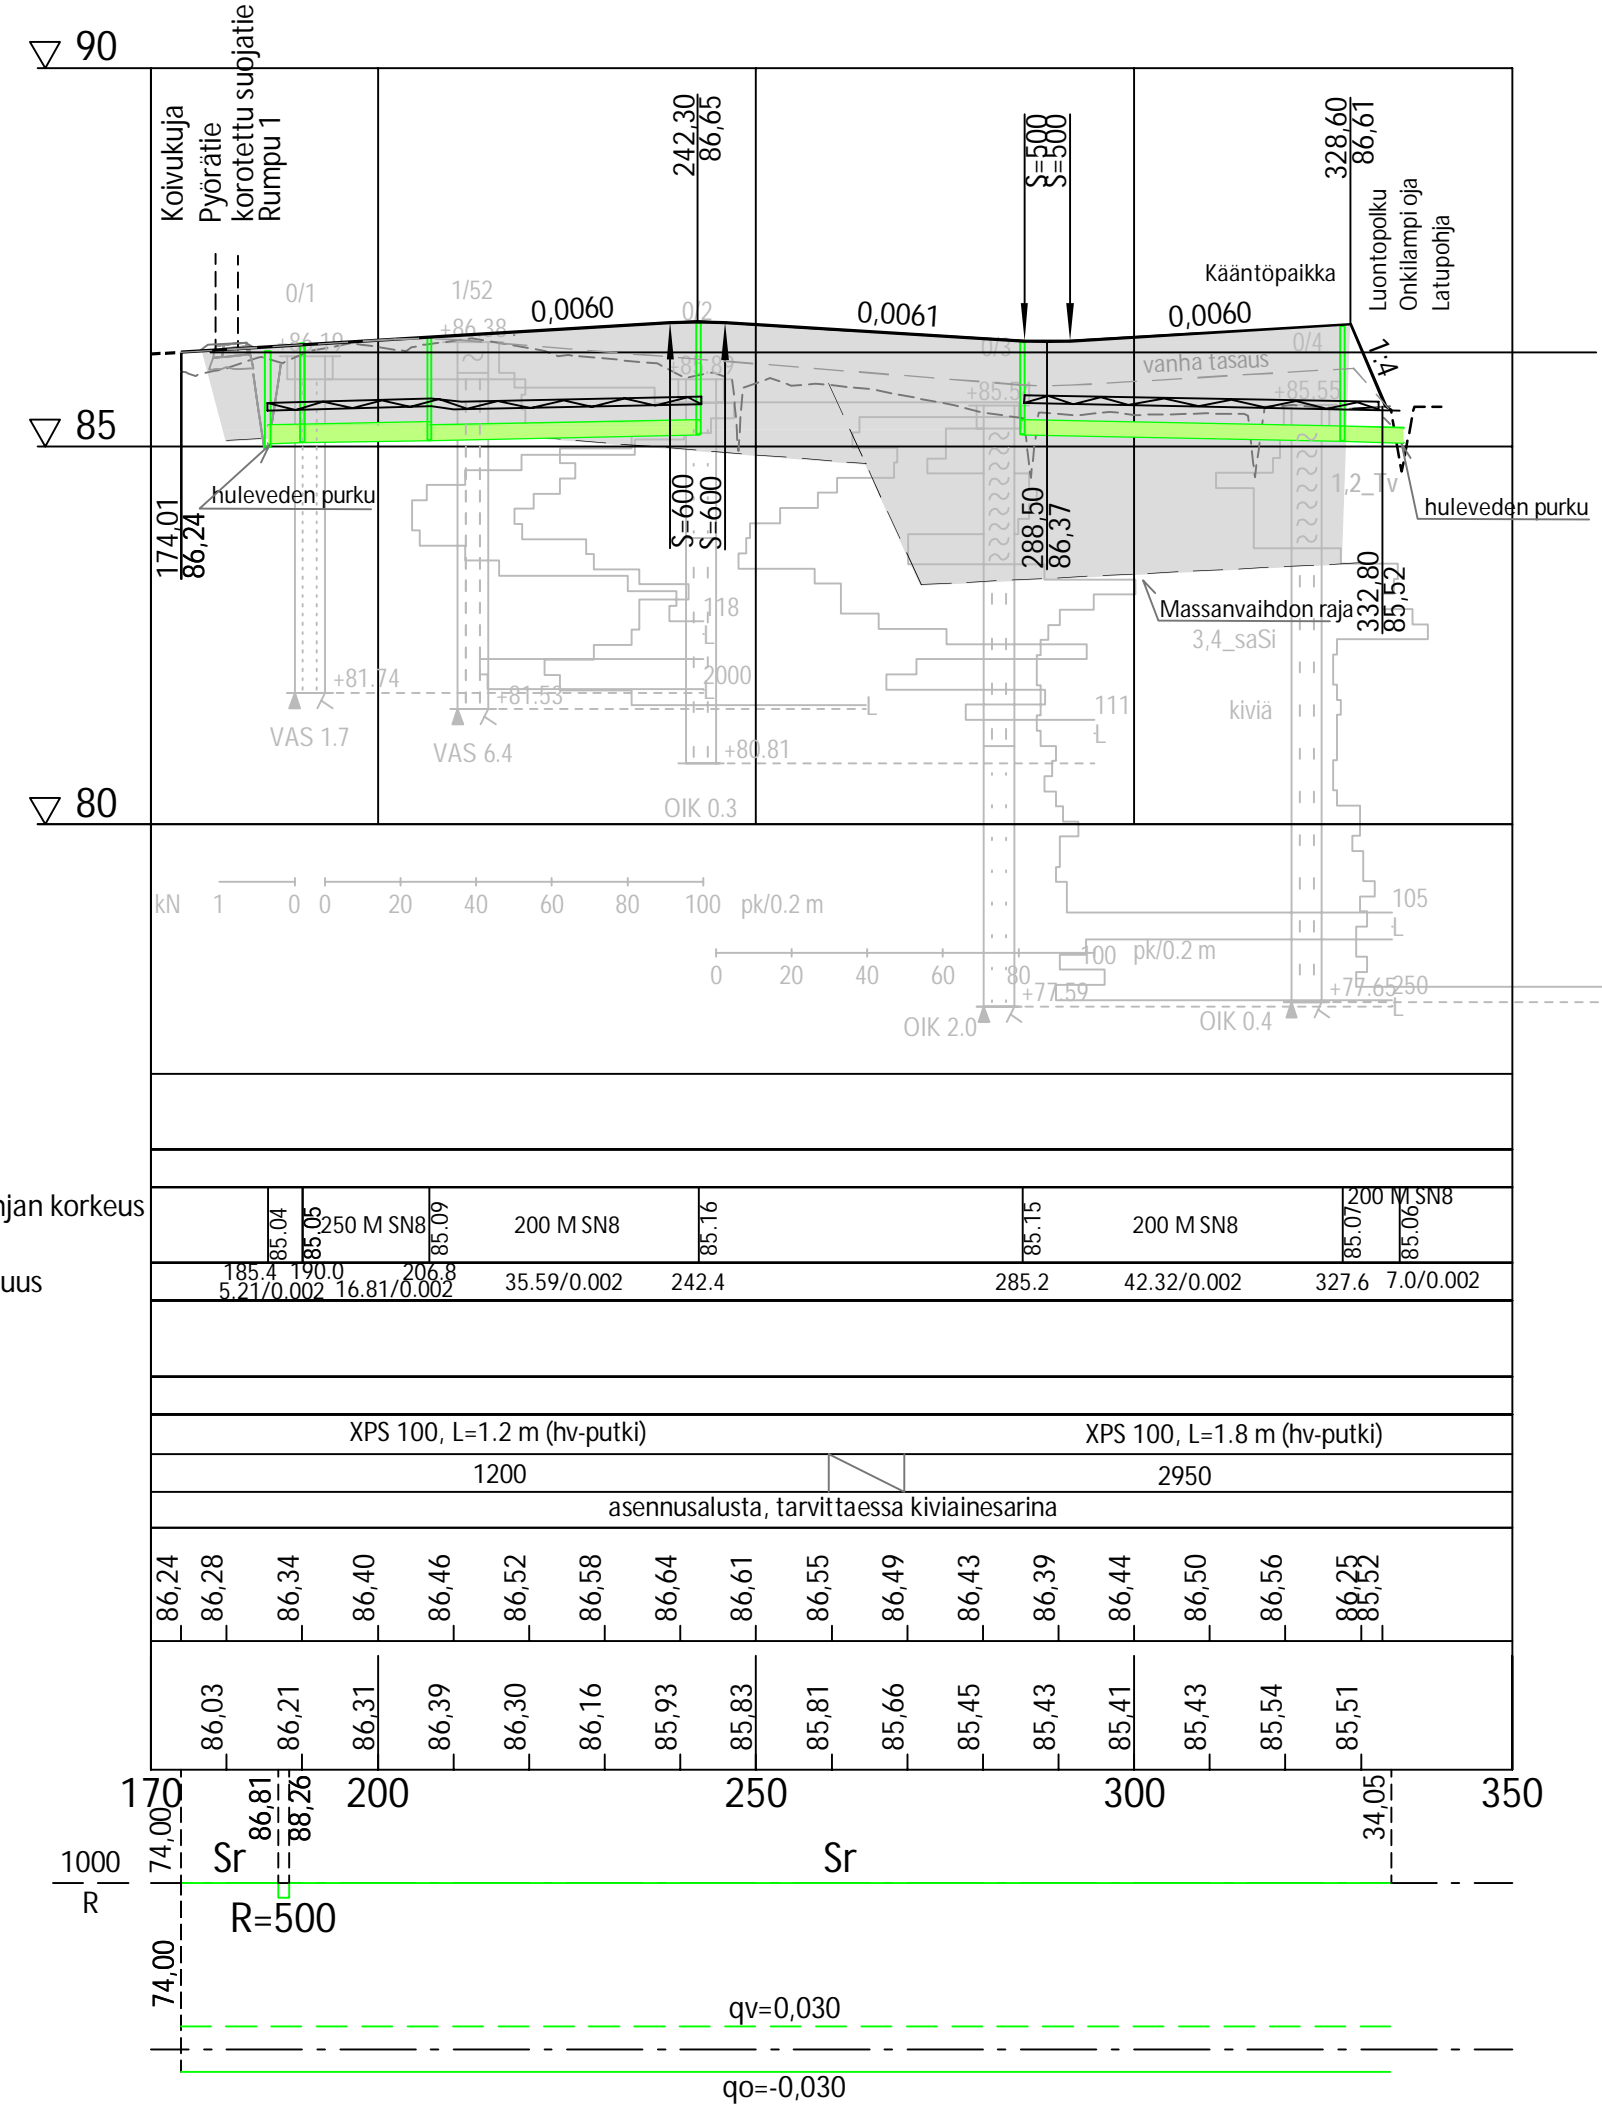 90
85
80
Koivukuja
Pyörätie
korotettu suojatie
Rumpu 1
242,30
86,65
S=500
S=500
328,60
86,61
Luontopolku
Onkilampi oja
Latupohja
Kääntöpaikka
0/1
1/52
0/2
0/3
0/4
0,0060
0,0061
0,0060
+86.19
+86.38
+85.89
+85.51
+85.55
vanha tasaus
1:4
huleveden purku
174,01
86,24
S=600
S=600
288,50
86,37
1,2_Tv
huleveden purku
Massanvaihdon raja
332,80
85,52
118
L
2000
L
L
111
L
3,4_saSi
kiviä
+81.74
+81.53
+80.81
VAS 1.7
VAS 6.4
OIK 0.3
kN 1 0 0 20 40 60 80 100 pk/0.2 m
0 20 40 60 80 100 pk/0.2 m
105
L
250
L
+77.59
+77.65
OIK 2.0
OIK 0.4
njan korkeus
85.04
85.05
250 M SN8
85.09
200 M SN8
85.16
85.15
200 M SN8
85.07
200 M SN8
85.06
uus
185.4 190.0 206.8
5.21/0.002 16.81/0.002 35.59/0.002 242.4 285.2 42.32/0.002 327.6 7.0/0.002
XPS 100, L=1.2 m (hv-putki) XPS 100, L=1.8 m (hv-putki)
1200 2950
asennusalusta, tarvittaessa kiviainesarina
86,24 86,28 86,34 86,40 86,46 86,52 86,58 86,64 86,61 86,55 86,49 86,43 86,39 86,44 86,50 86,56 86,25 85,52
86,03 86,21 86,31 86,39 86,30 86,16 85,93 85,83 85,81 85,66 85,45 85,43 85,41 85,43 85,54 85,51
170 200 250 300 350
74,00
86,81
88,26
34,05
Sr Sr
1000
R
R=500
74,00
qv=0,030
qo=-0,030